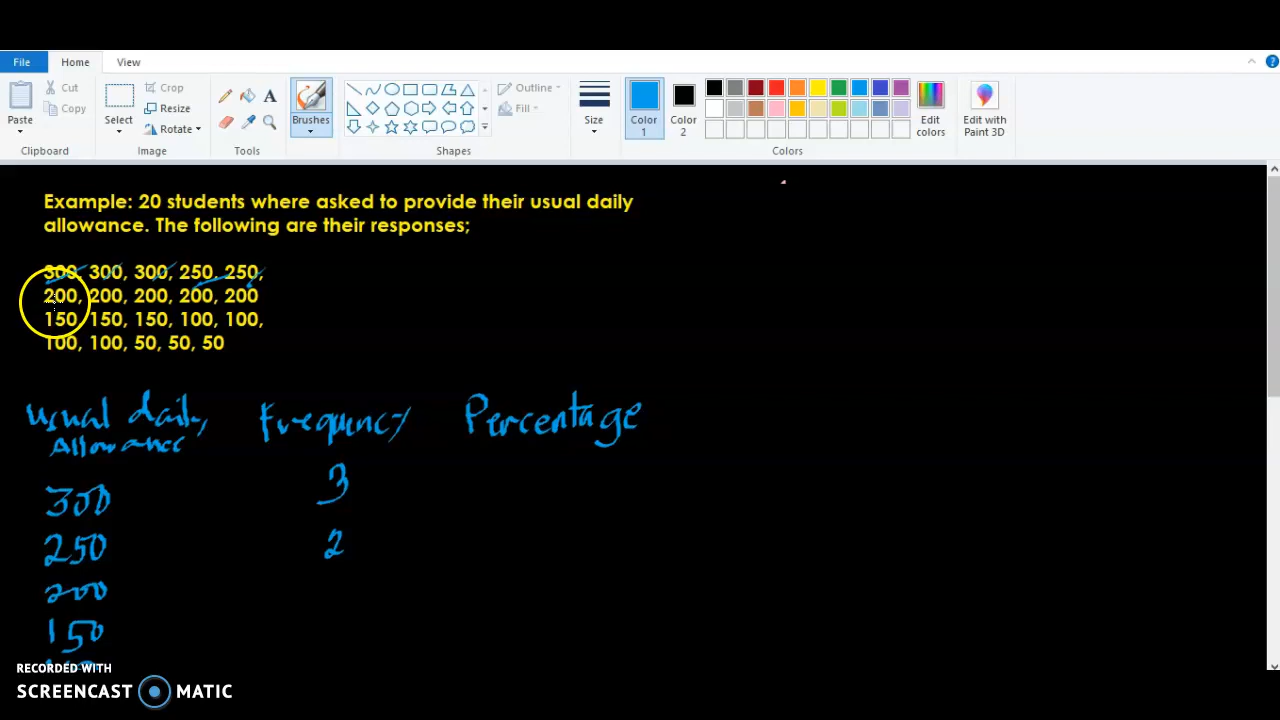 File Home View
Cut
Copy
Paste
Clipboard
Crop
Resize
Rotate
Select
Image
A
Tools
Brushes
Outline
Fill
Shapes
Size
Color 1
Color 2
Edit colors
Edit with Paint 3D
Colors
Example: 20 students where asked to provide their usual daily
allowance. The following are their responses;
300, 300, 300, 250, 250,
200, 200, 200, 200, 200
150, 150, 150, 100, 100,
100, 100, 50, 50, 50
Usual daily Frequency Percentage
Allowance
300 3
250 2
200
150
RECORDED WITH
SCREENCAST MATIC